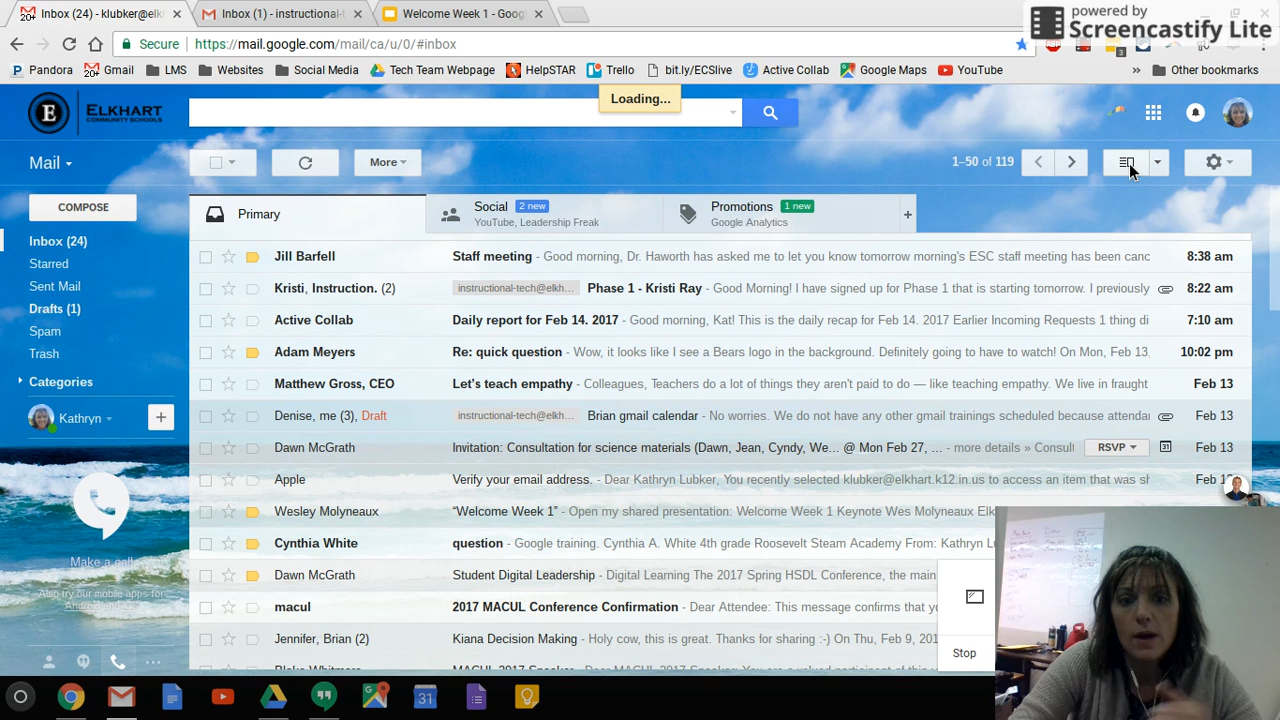 20+
Inbox (24) - klubker@elk
Inbox (1) - instructional-t
Welcome Week 1 - Goog
powered by
Screencastify Lite
Secure
https://mail.google.com/mail/ca/u/0/#inbox
3
Pandora
20+
Gmail
LMS
Websites
Social Media
Tech Team Webpage
HelpSTAR
Trello
bit.ly/ECSlive
Active Collab
Google Maps
YouTube
»
Other bookmarks
Loading...
E
ELKHART
COMMUNITY SCHOOLS
Mail
More
1–50 of 119
COMPOSE
Primary
Social
2 new
YouTube, Leadership Freak
Promotions
1 new
Google Analytics
+
Inbox (24)
Starred
Sent Mail
Drafts (1)
Spam
Trash
Categories
Kathryn
+
Jill Barfell Staff meeting - Good morning, Dr. Haworth has asked me to let you know tomorrow morning's ESC staff meeting has been canc 8:38 am
Kristi, Instruction. (2) instructional-tech@elkh... Phase 1 - Kristi Ray - Good Morning! I have signed up for Phase 1 that is starting tomorrow. I previously 8:22 am
Active Collab Daily report for Feb 14. 2017 - Good morning, Kat! This is the daily recap for Feb 14. 2017 Earlier Incoming Requests 1 thing di 7:10 am
Adam Meyers Re: quick question - Wow, it looks like I see a Bears logo in the background. Definitely going to have to watch! On Mon, Feb 13, 10:02 pm
Matthew Gross, CEO Let's teach empathy - Colleagues, Teachers do a lot of things they aren't paid to do — like teaching empathy. We live in fraught Feb 13
Denise, me (3), Draft instructional-tech@elkh... Brian gmail calendar - No worries. We do not have any other gmail trainings scheduled because attendar Feb 13
Dawn McGrath Invitation: Consultation for science materials (Dawn, Jean, Cyndy, We... @ Mon Feb 27, ... - more details » Consult RSVP 31 Feb 13
Apple Verify your email address. - Dear Kathryn Lubker, You recently selected klubker@elkhart.k12.in.us to access an item that was sh Feb 1
Wesley Molyneaux “Welcome Week 1” - Open my shared presentation: Welcome Week 1 Keynote Wes Molyneaux Elk
Cynthia White question - Google training. Cynthia A. White 4th grade Roosevelt Steam Academy From: Kathryn Lu
Dawn McGrath Student Digital Leadership - Digital Learning The 2017 Spring HSDL Conference, the main
macul 2017 MACUL Conference Confirmation - Dear Attendee: This message confirms that yo
Jennifer, Brian (2) Kiana Decision Making - Holy cow, this is great. Thanks for sharing :-) On Thu, Feb 9, 201
Make a call
Also try our mobile apps for
Stop
31